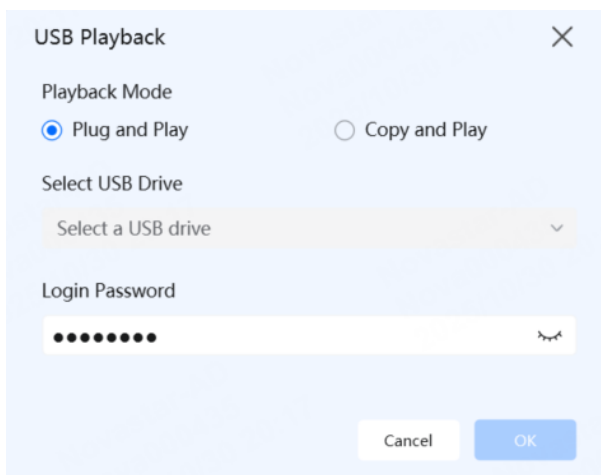 USB Playback
Playback Mode
Plug and Play Copy and Play
Select USB Drive
Select a USB drive
Login Password
●●●●●●●●
Cancel OK